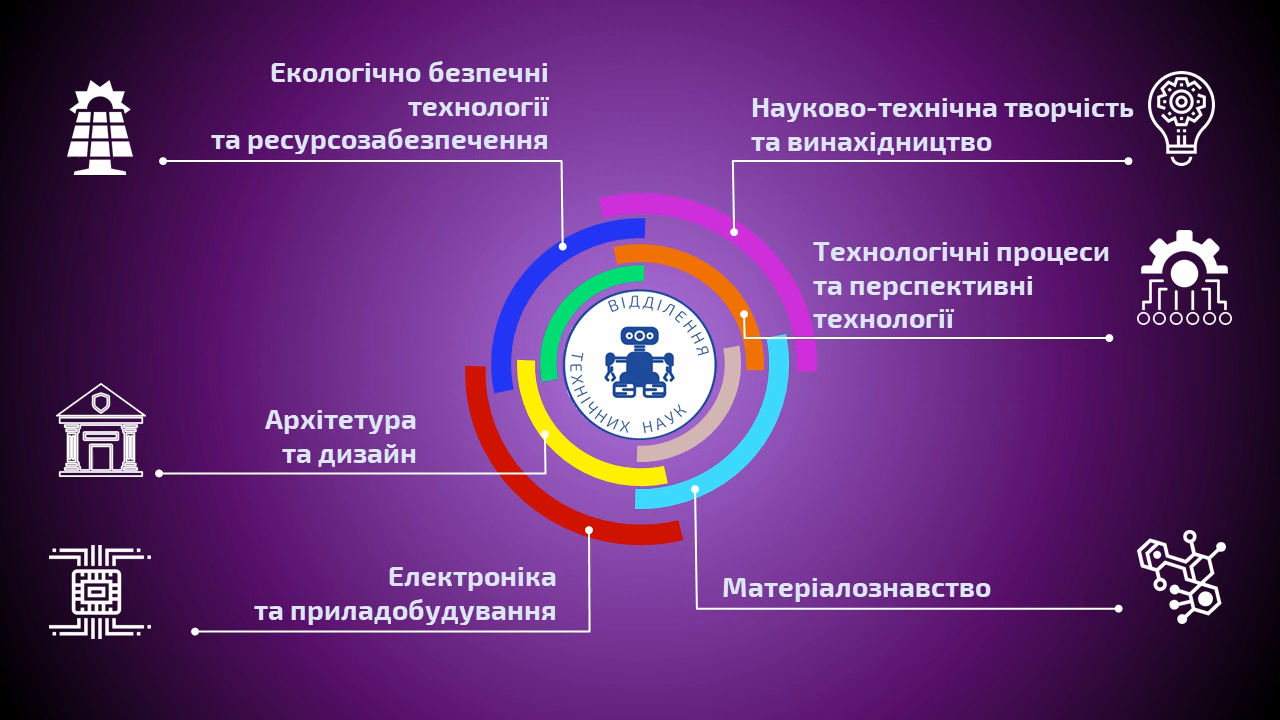 Екологічно безпечні
технології
та ресурсозабезпечення
Науково-технічна творчість
та винахідництво
Технологічні процеси
та перспективні
технології
ВІДДІЛЕННЯ
ТЕХНІЧНИХ НАУК
Архітетура
та дизайн
Електроніка
та приладобудування
Матеріалознавство